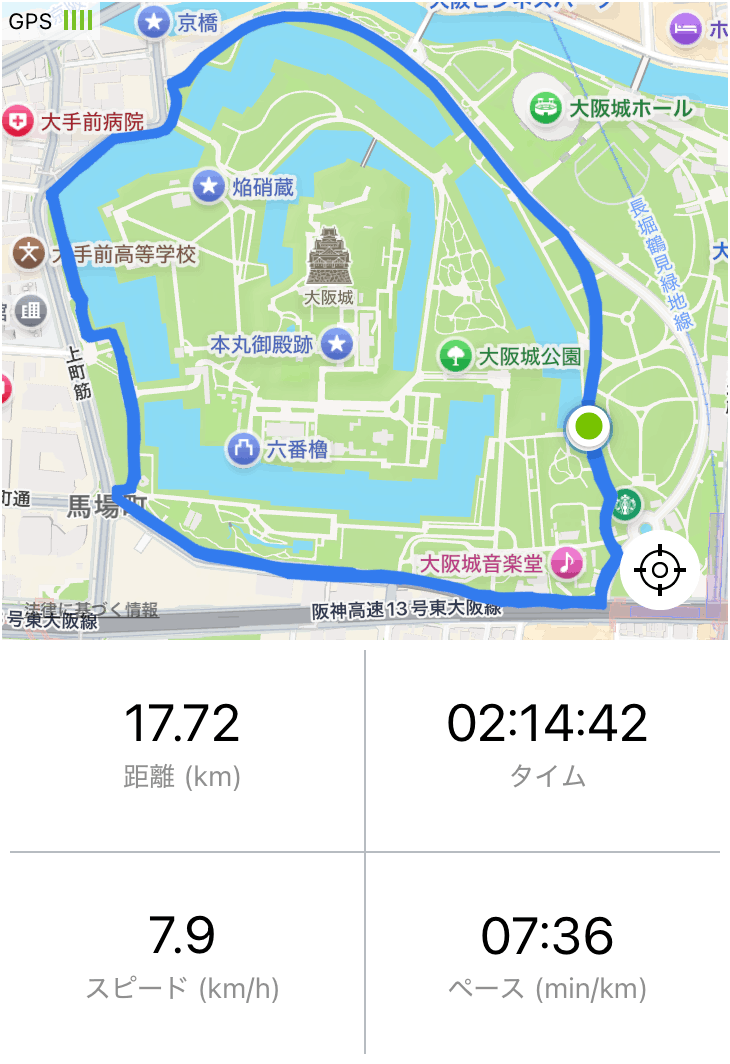 GPS
京橋
大阪ビジネスパーク
大手前病院
大阪城ホール
焔硝蔵
長堀鶴見緑地線
大手前高等学校
大阪城
本丸御殿跡
大阪城公園
上町筋
六番櫓
馬場町
町通
大阪城音楽堂
法律に基づく情報
号東大阪線
阪神高速13号東大阪線
17.72
距離 (km)
02:14:42
タイム
7.9
スピード (km/h)
07:36
ペース (min/km)